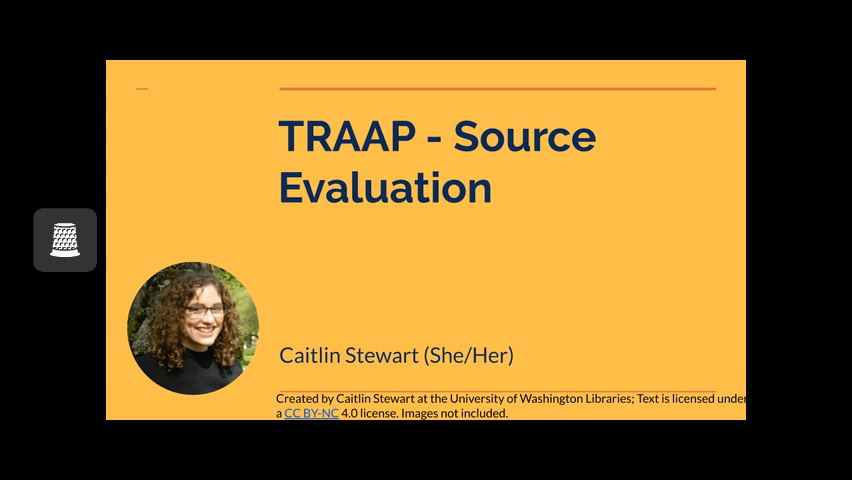 TRAAP - Source
Evaluation
Caitlin Stewart (She/Her)
Created by Caitlin Stewart at the University of Washington Libraries; Text is licensed under
a CC BY-NC 4.0 license. Images not included.